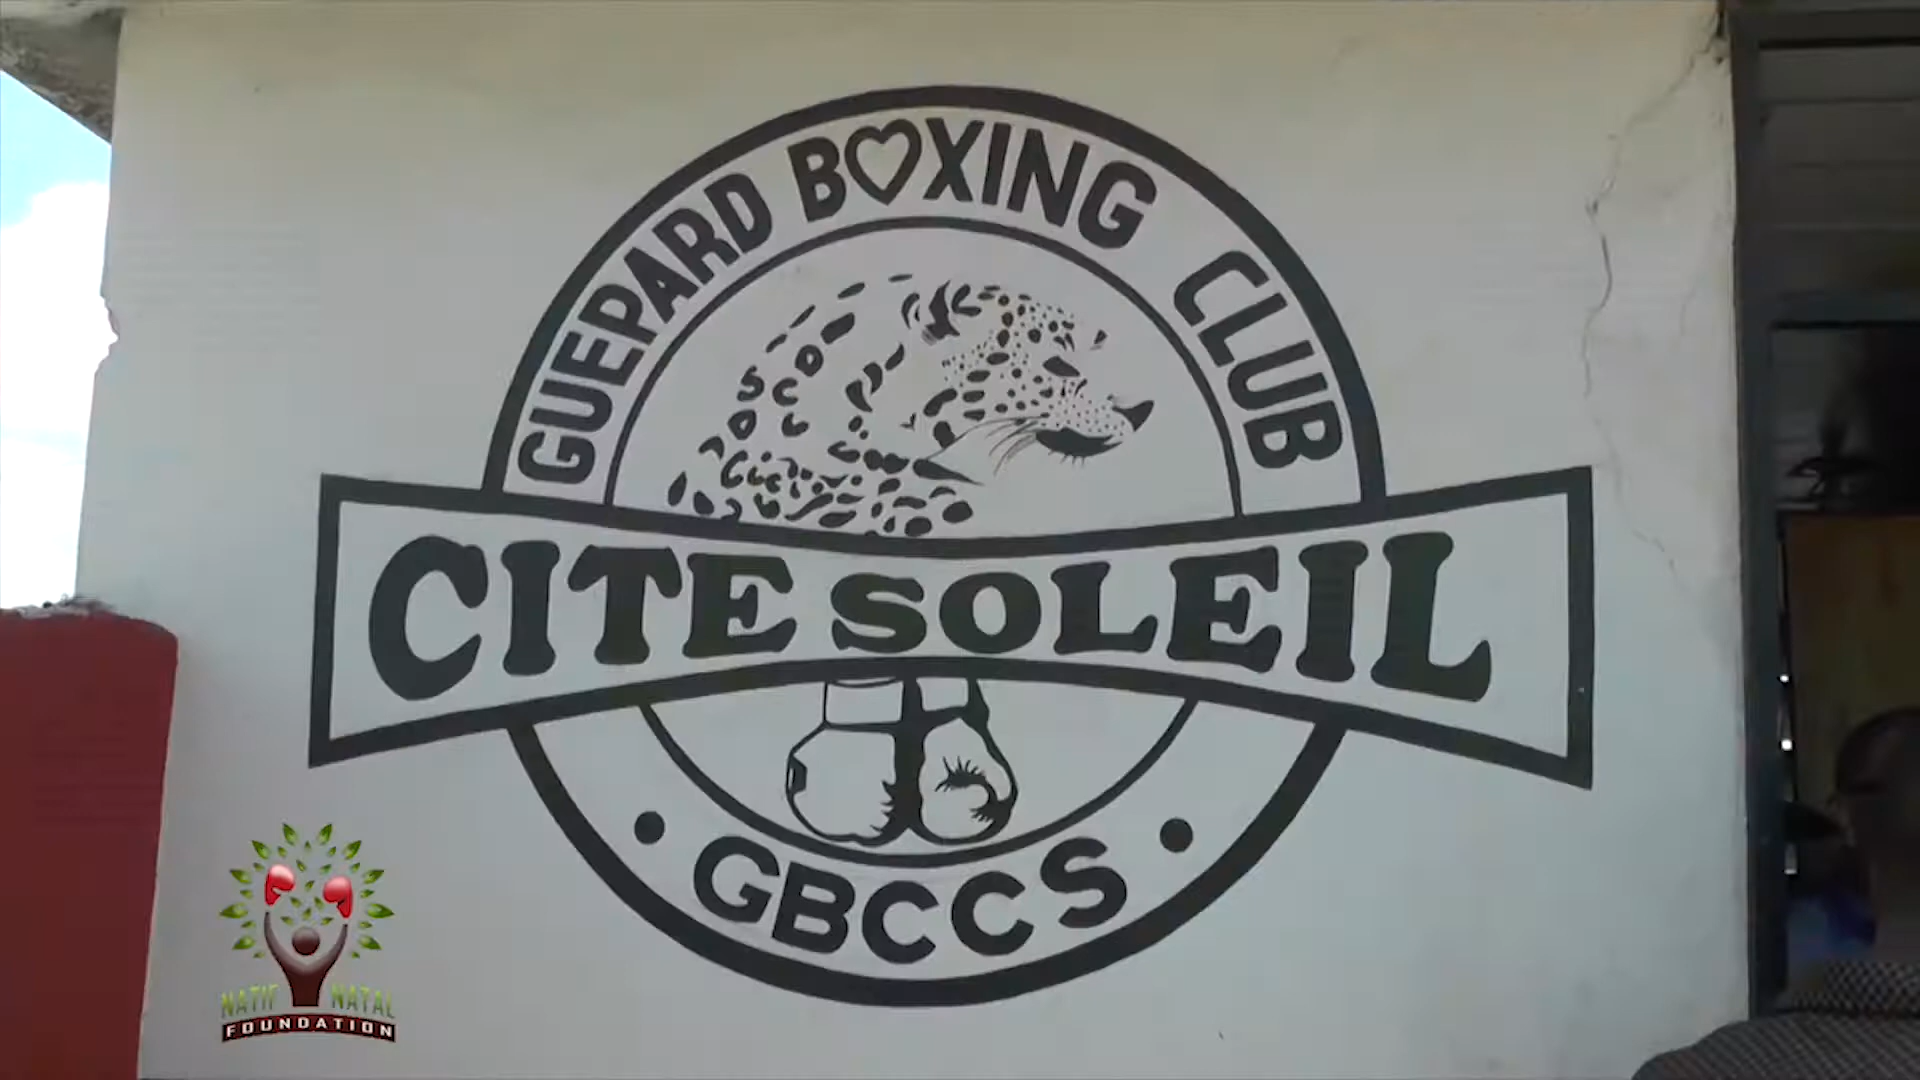 GUEPARD BOXING CLUB
CITE SOLEIL
• GBCCS •
NATIF NATAL
FOUNDATION